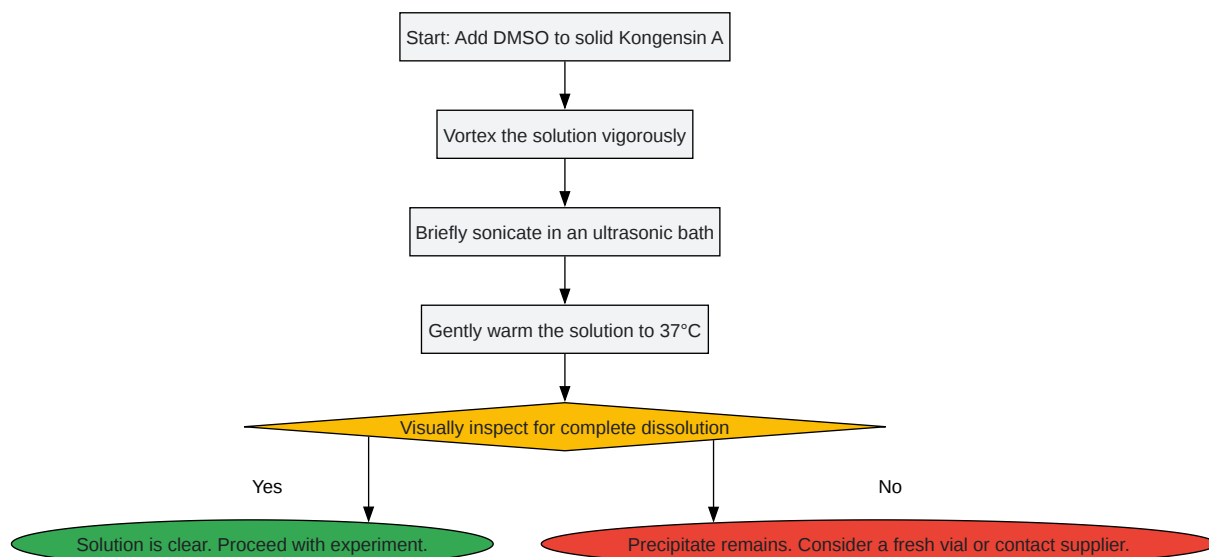 Start: Add DMSO to solid Kongensin A
Vortex the solution vigorously
Briefly sonicate in an ultrasonic bath
Gently warm the solution to 37°C
Visually inspect for complete dissolution
Yes
No
Solution is clear. Proceed with experiment.
Precipitate remains. Consider a fresh vial or contact supplier.